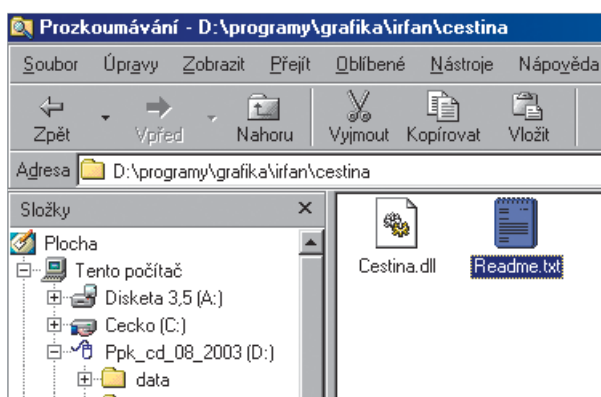 Prozkoumávání - D:\programy\grafika\irfan\cestina
Soubor Úpravy Zobrazit Přejít Oblíbené Nástroje Nápověda
Zpět Vpřed Nahoru Vyjmout Kopírovat Vložit
Adresa D:\programy\grafika\irfan\cestina
Složky
Plocha
Tento počítač
Disketa 3,5 (A:)
Cecko (C:)
Ppk_cd_08_2003 (D:)
data
Cestina.dll Readme.txt